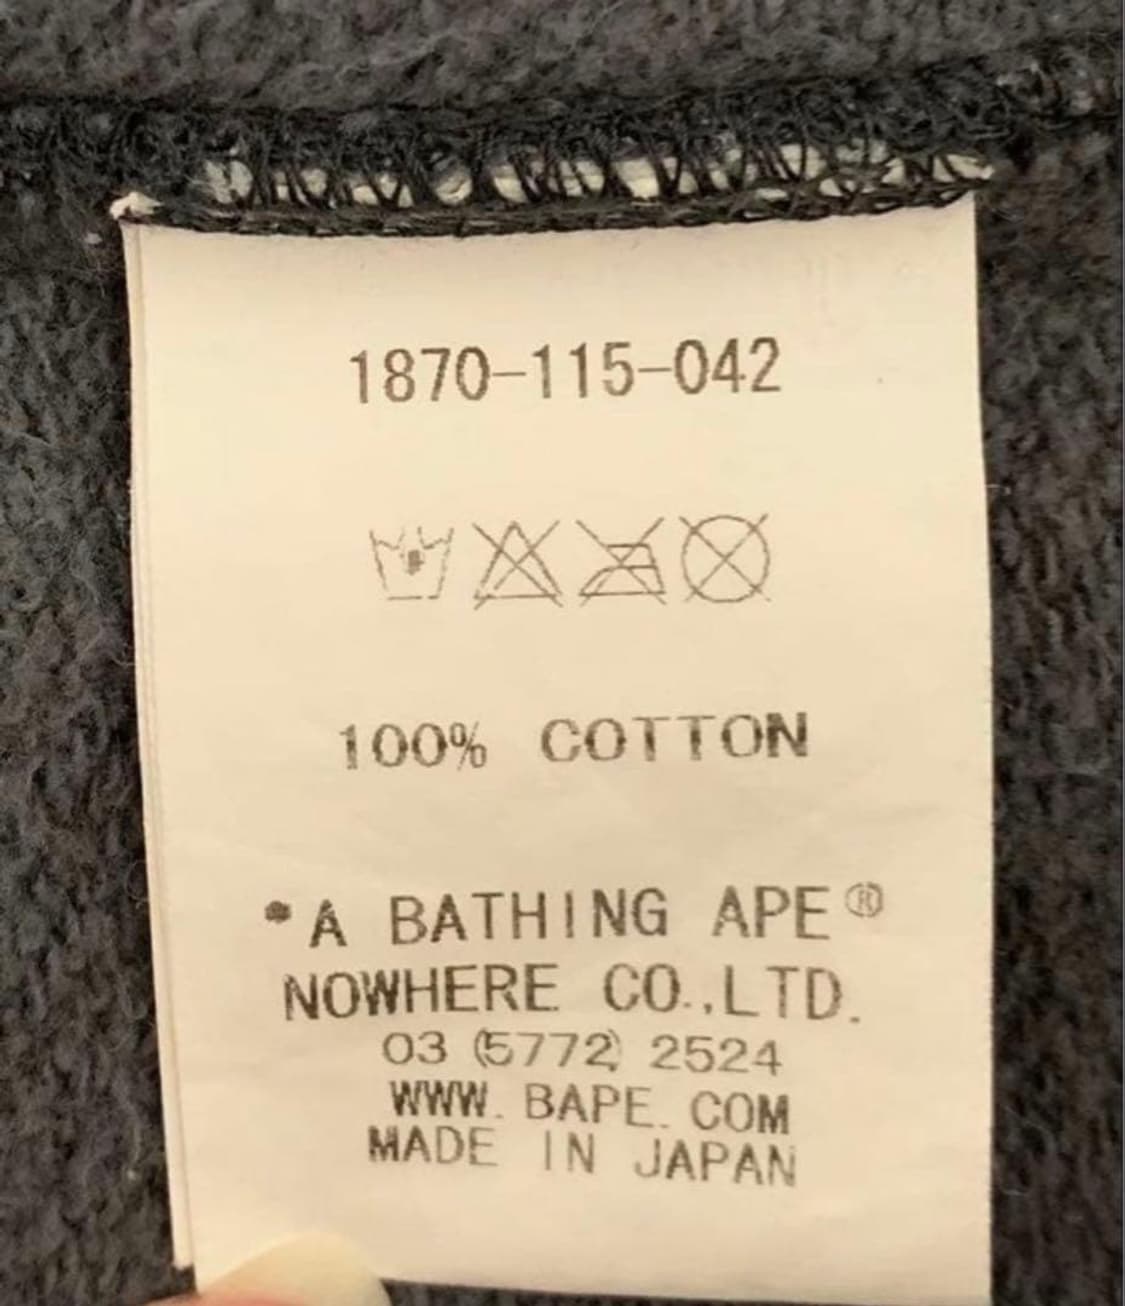 1870-115-042
100% COTTON
*A BATHING APE®
NOWHERE CO.,LTD.
03 (5772) 2524
WWW. BAPE. COM
MADE IN JAPAN